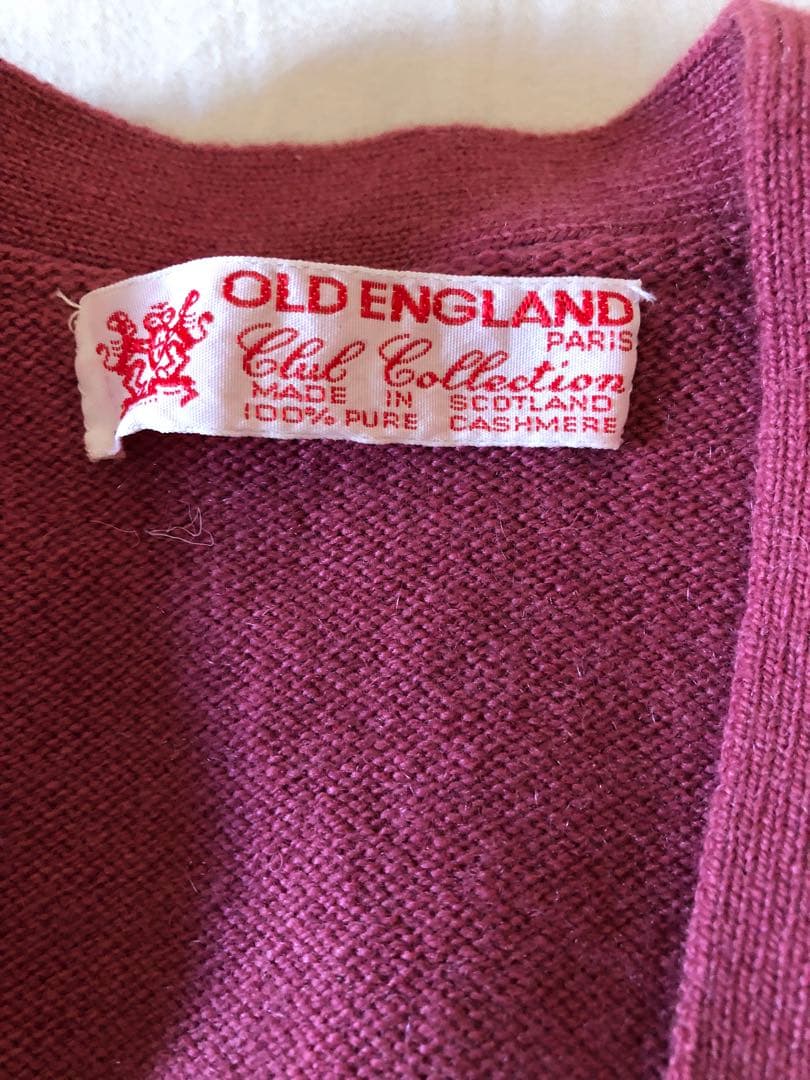 OLD ENGLAND
PARIS
Club Collection
MADE IN SCOTLAND
100% PURE CASHMERE